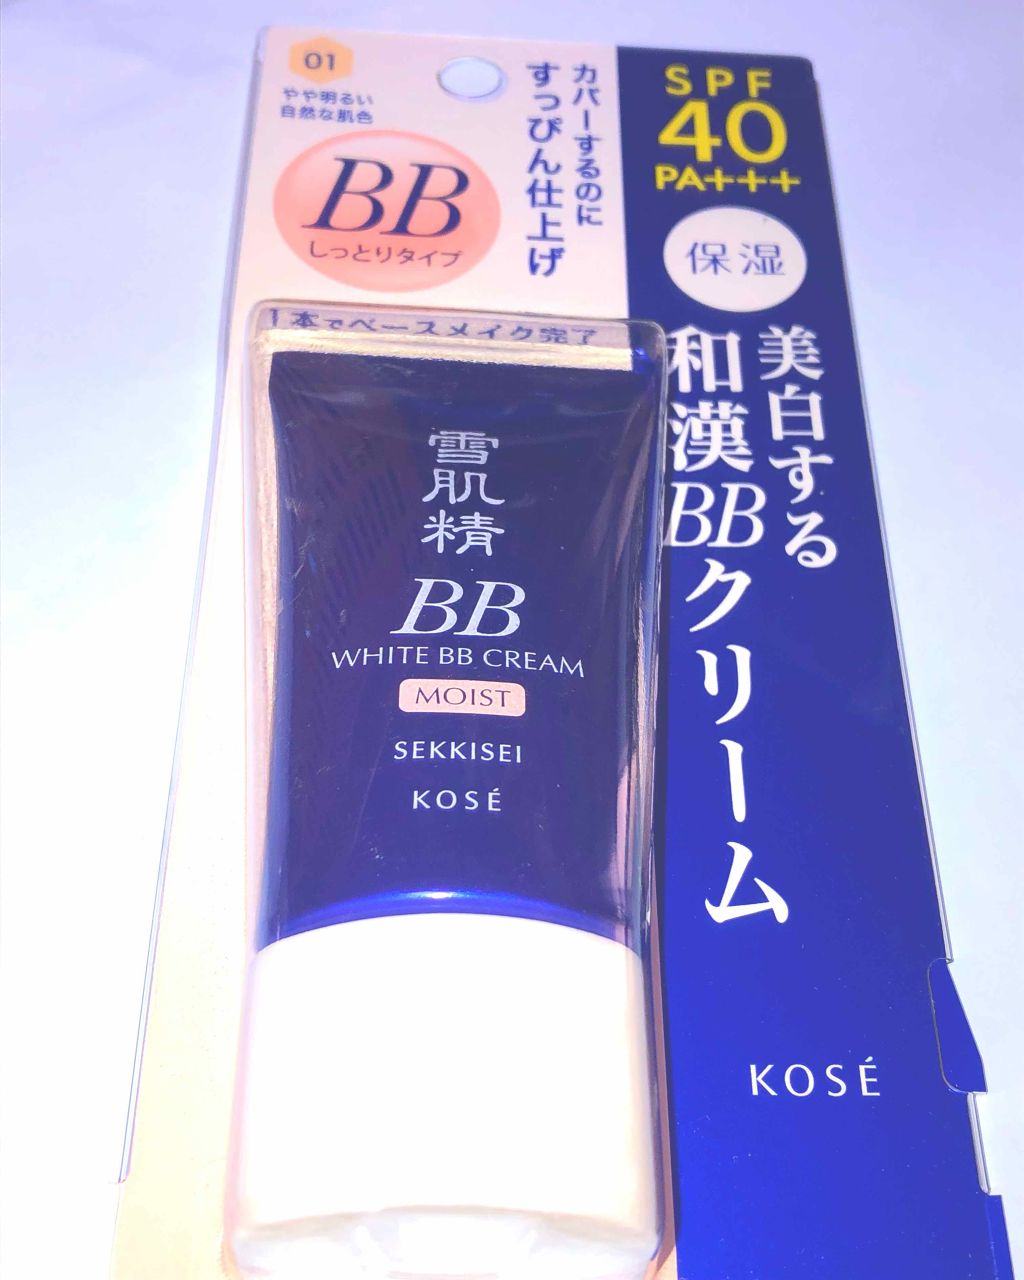 01
やや明るい
自然な肌色
BB
しっとりタイプ
カバーするのに
すっぴん仕上げ
SPF
40
PA+++
保湿
美白する
和漢BBクリーム
1本でベースメイク完了
雪肌精
BB
WHITE BB CREAM
MOIST
SEKKISEI
KOSÉ
KOSÉ